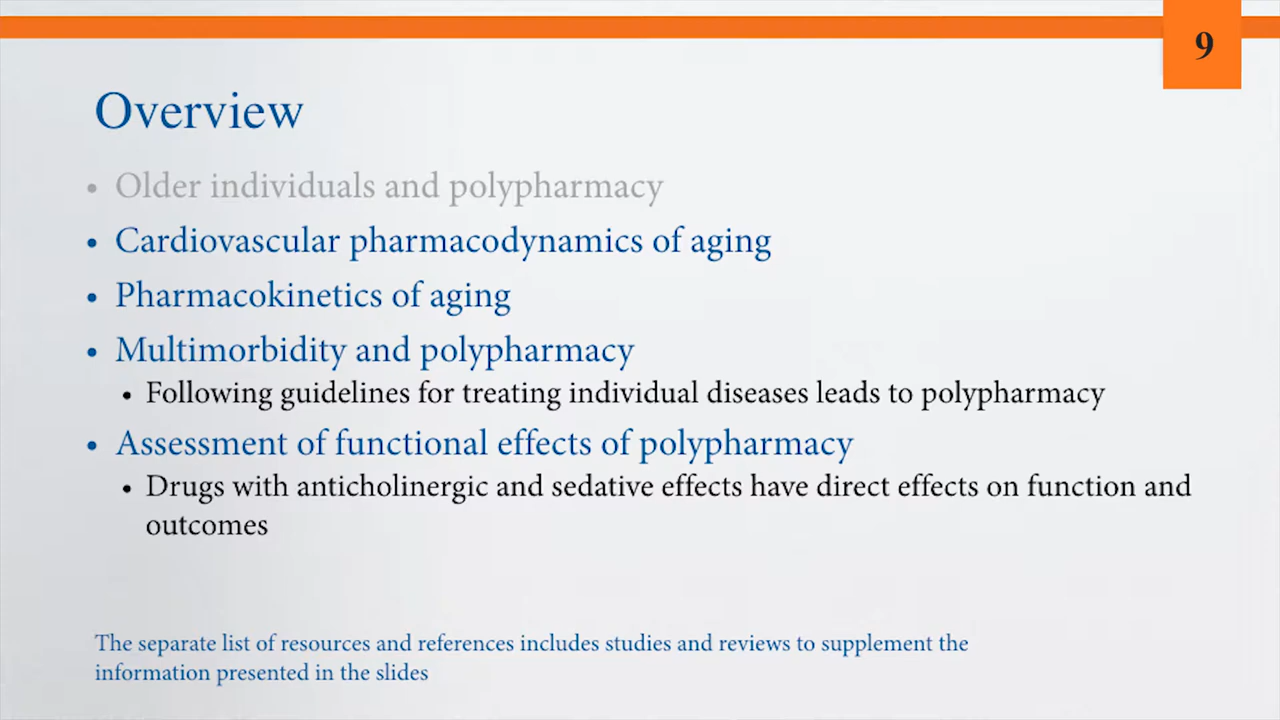 9
Overview
• Older individuals and polypharmacy
• Cardiovascular pharmacodynamics of aging
• Pharmacokinetics of aging
• Multimorbidity and polypharmacy
• Following guidelines for treating individual diseases leads to polypharmacy
• Assessment of functional effects of polypharmacy
• Drugs with anticholinergic and sedative effects have direct effects on function and
outcomes
The separate list of resources and references includes studies and reviews to supplement the
information presented in the slides